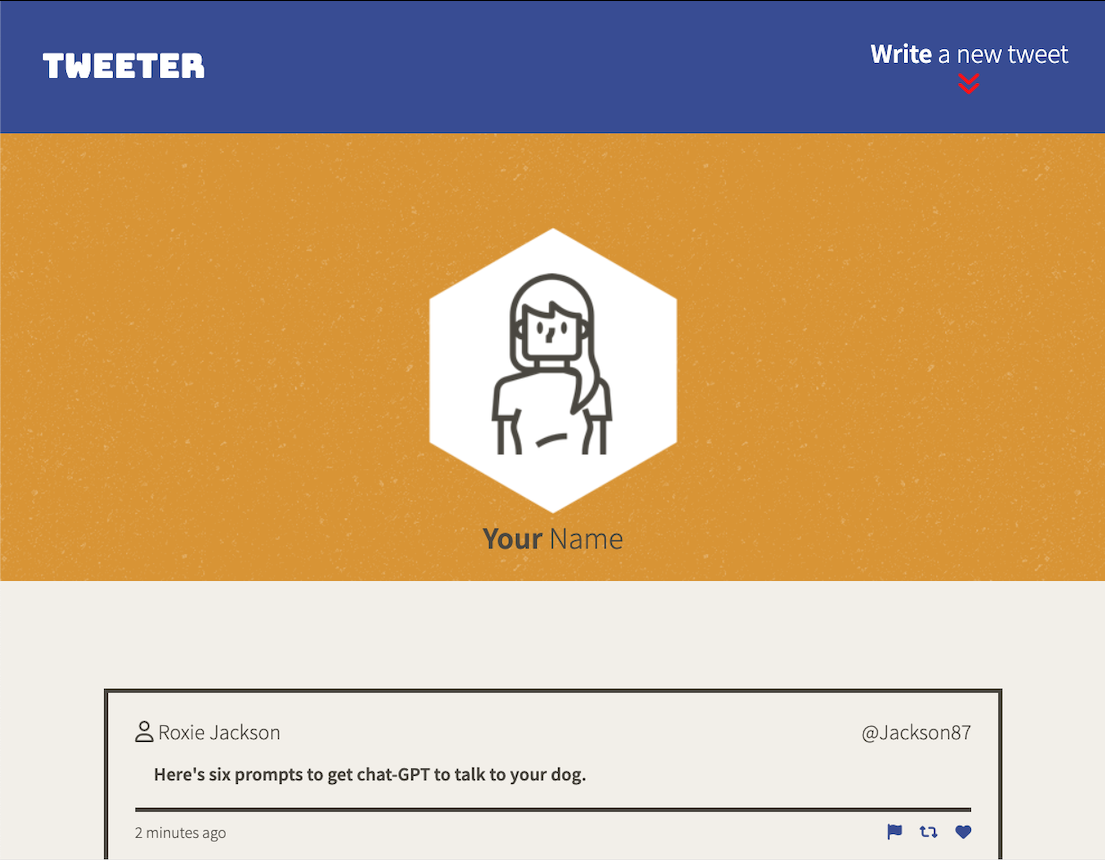 TWEETER
Write a new tweet
Your Name
Roxie Jackson
@Jackson87
Here's six prompts to get chat-GPT to talk to your dog.
2 minutes ago